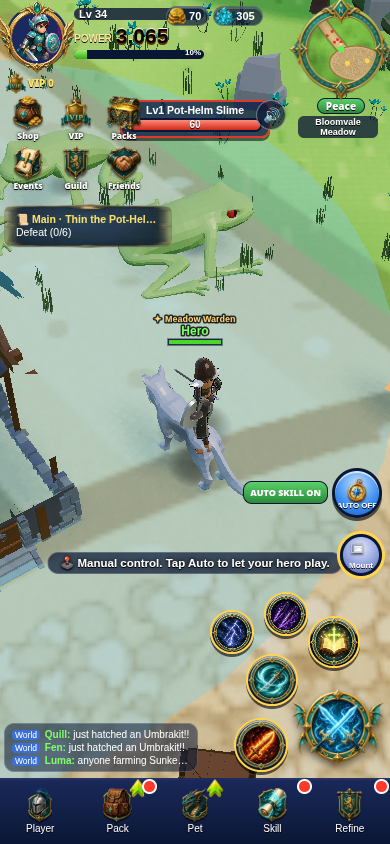 Lv 34
70
305
POWER 3,065
10%
VIP 0
VIP
Lv1 Pot-Helm Slime
60
Shop
VIP
Packs
Peace
Bloomvale
Meadow
Events
Guild
Friends
Main · Thin the Pot-Hel...
Defeat (0/6)
Meadow Warden
Hero
AUTO SKILL ON
AUTO OFF
Manual control. Tap Auto to let your hero play.
Mount
World Quill: just hatched an Umbrakit!!
World Fen: just hatched an Umbrakit!!
World Luma: anyone farming Sunke...
Player
Pack
Pet
Skill
Refine